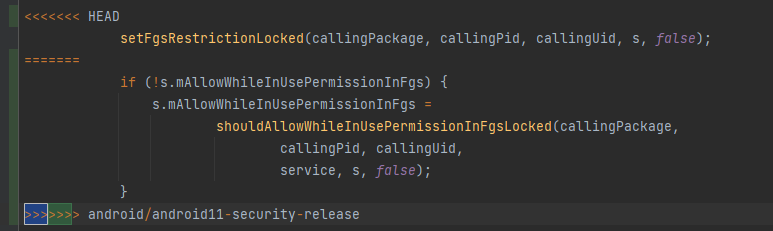 <<<<<<< HEAD
setFgsRestrictionLocked(callingPackage, callingPid, callingUid, s, false);
=======
if (!s.mAllowWhileInUsePermissionInFgs) {
s.mAllowWhileInUsePermissionInFgs =
shouldAllowWhileInUsePermissionInFgsLocked(callingPackage,
callingPid, callingUid,
service, s, false);
}
>>>>>>> android/android11-security-release